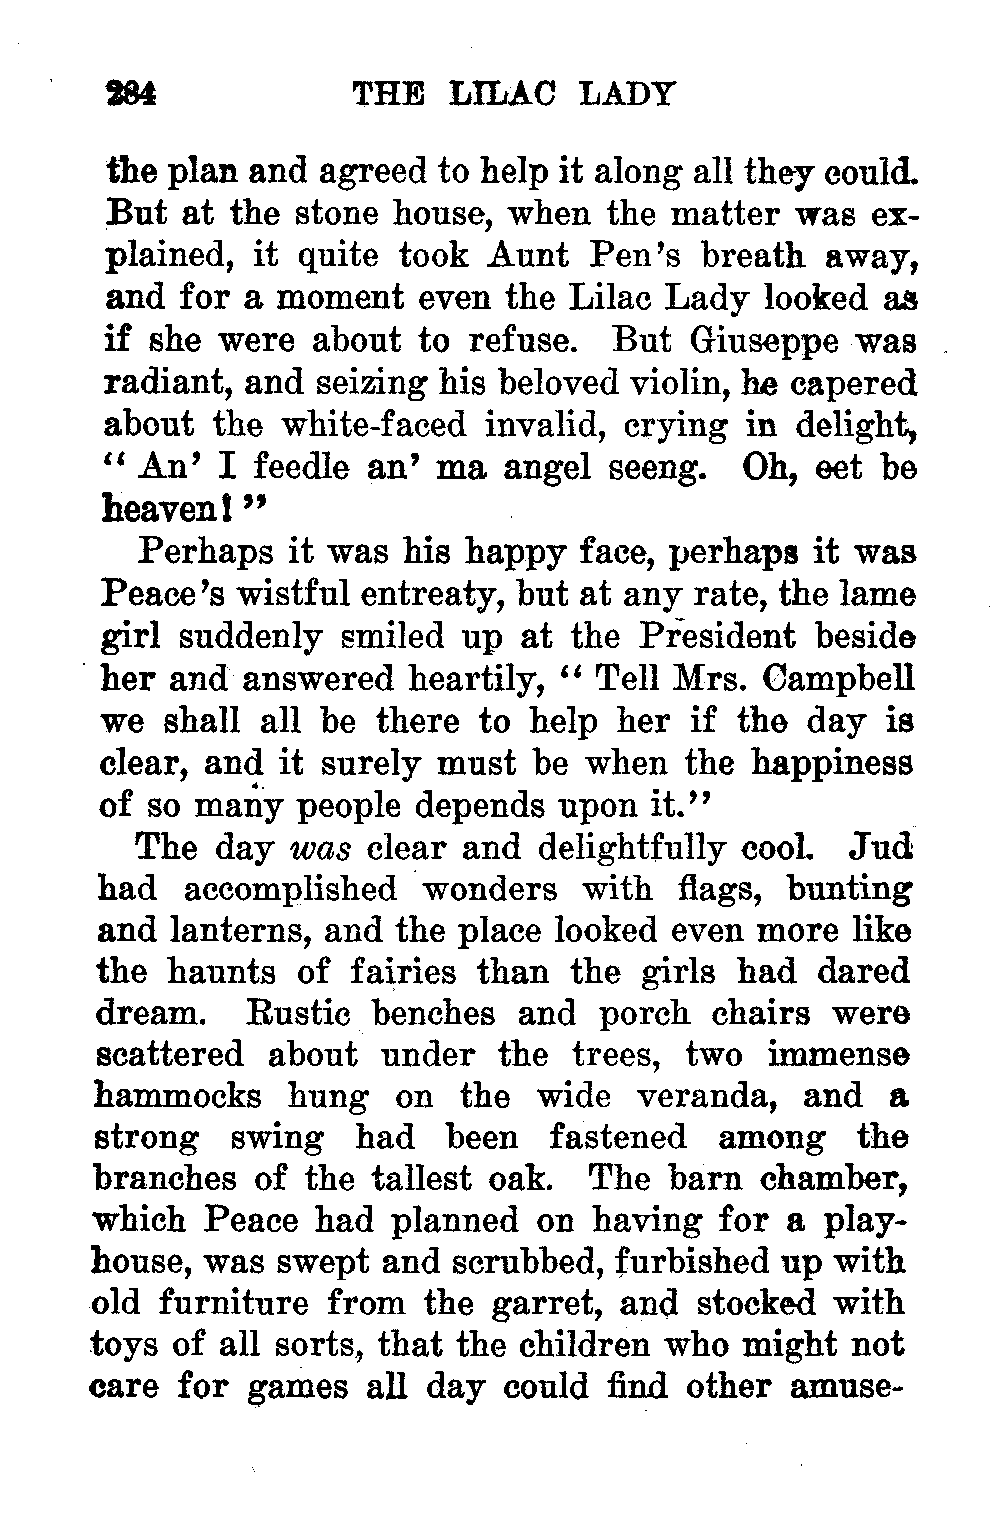 284 THE LILAC LADY
the plan and agreed to help it along all they could.
But at the stone house, when the matter was ex-
plained, it quite took Aunt Pen's breath away,
and for a moment even the Lilac Lady looked as
if she were about to refuse. But Giuseppe was
radiant, and seizing his beloved violin, he capered
about the white-faced invalid, crying in delight,
" An' I feedle an' ma angel seeng. Oh, eet be
heaven! "
Perhaps it was his happy face, perhaps it was
Peace's wistful entreaty, but at any rate, the lame
girl suddenly smiled up at the President beside
her and answered heartily, " Tell Mrs. Campbell
we shall all be there to help her if the day is
clear, and it surely must be when the happiness
of so many people depends upon it."
The day was clear and delightfully cool. Jud
had accomplished wonders with flags, bunting
and lanterns, and the place looked even more like
the haunts of fairies than the girls had dared
dream. Rustic benches and porch chairs were
scattered about under the trees, two immense
hammocks hung on the wide veranda, and a
strong swing had been fastened among the
branches of the tallest oak. The barn chamber,
which Peace had planned on having for a play-
house, was swept and scrubbed, furbished up with
old furniture from the garret, and stocked with
toys of all sorts, that the children who might not
care for games all day could find other amuse-